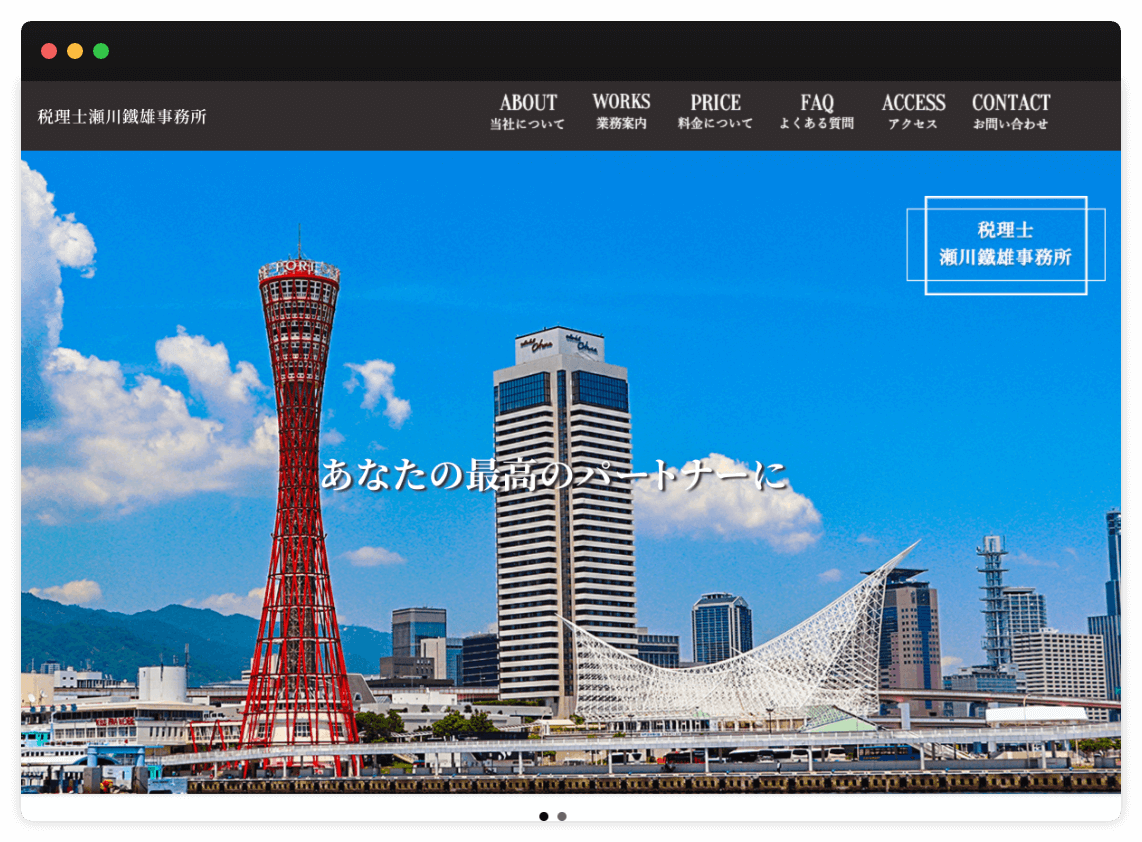 税理士瀬川鐵雄事務所
ABOUT
当社について
WORKS
業務案内
PRICE
料金について
FAQ
よくある質問
ACCESS
アクセス
CONTACT
お問い合わせ
税理士
瀬川鐵雄事務所
PORT
あなたの最高のパートナーに